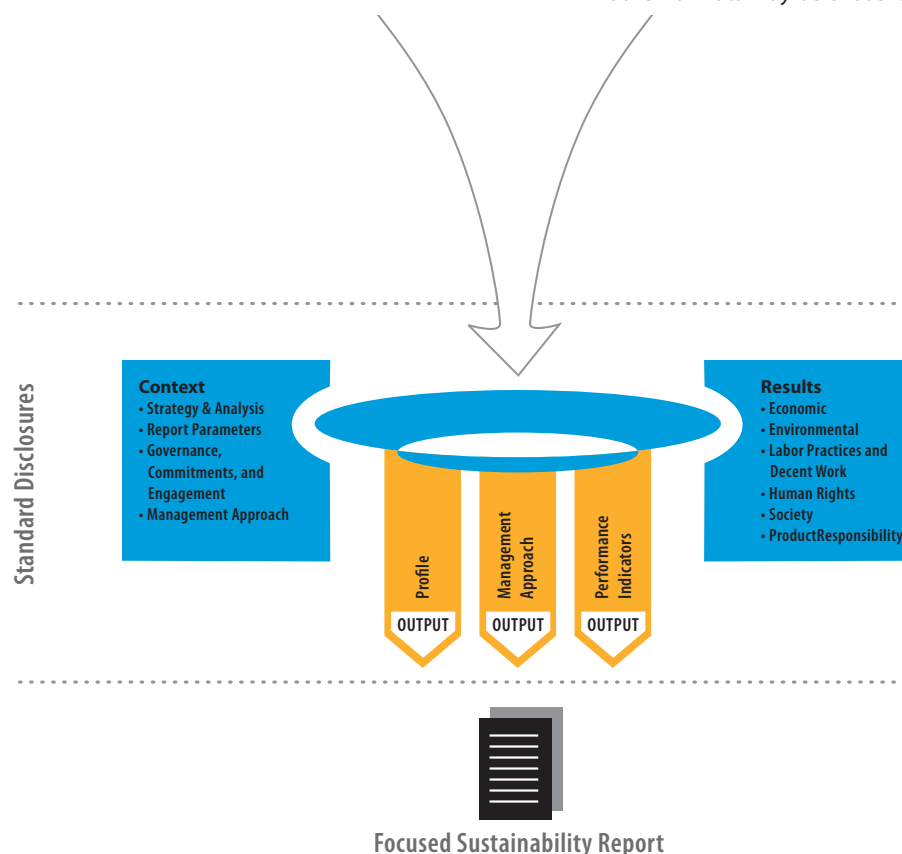 Standard Disclosures
Context
• Strategy & Analysis
• Report Parameters
• Governance,
Commitments, and
Engagement
• Management Approach
Results
• Economic
• Environmental
• Labor Practices and
Decent Work
• Human Rights
• Society
• ProductResponsibility
Profile
Management
Approach
Performance
Indicators
OUTPUT
OUTPUT
OUTPUT
Focused Sustainability Report